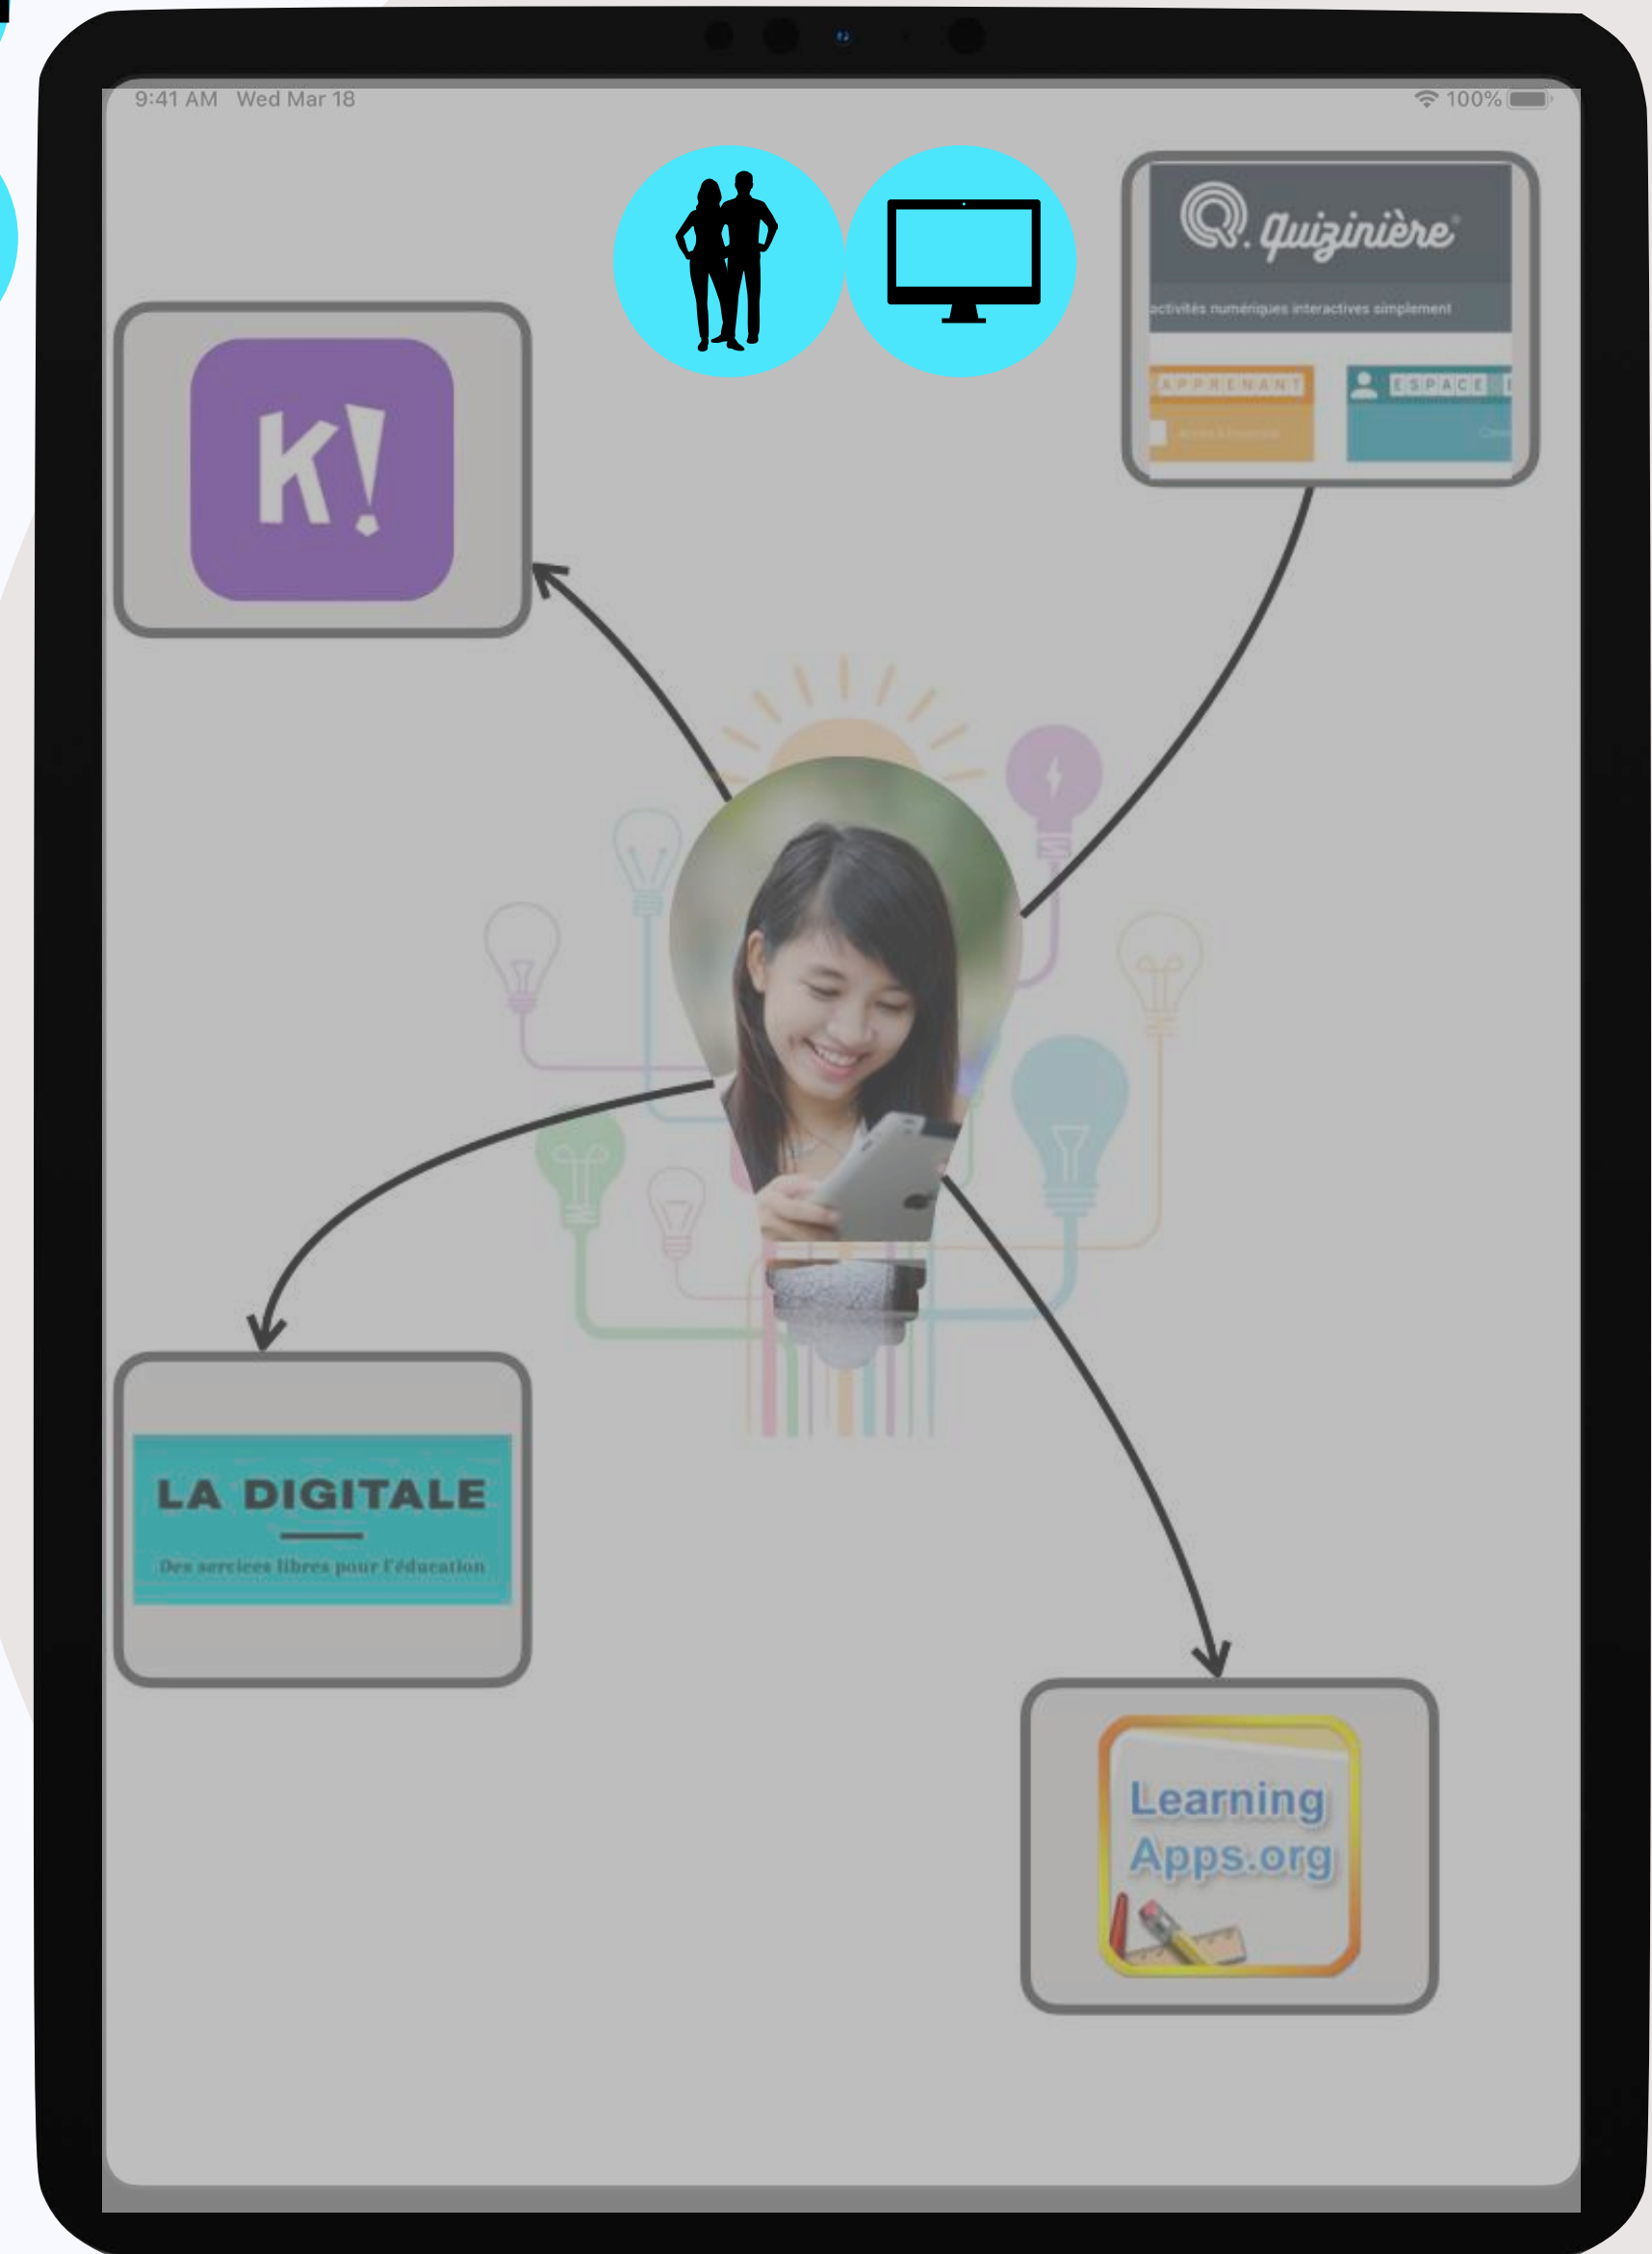 9:41 AM Wed Mar 18
100%
Quizinière
activités numériques interactives simplement
APPRENANT
ESPACE E
K!
LA DIGITALE
Des services libres pour l'éducation
Learning
Apps.org